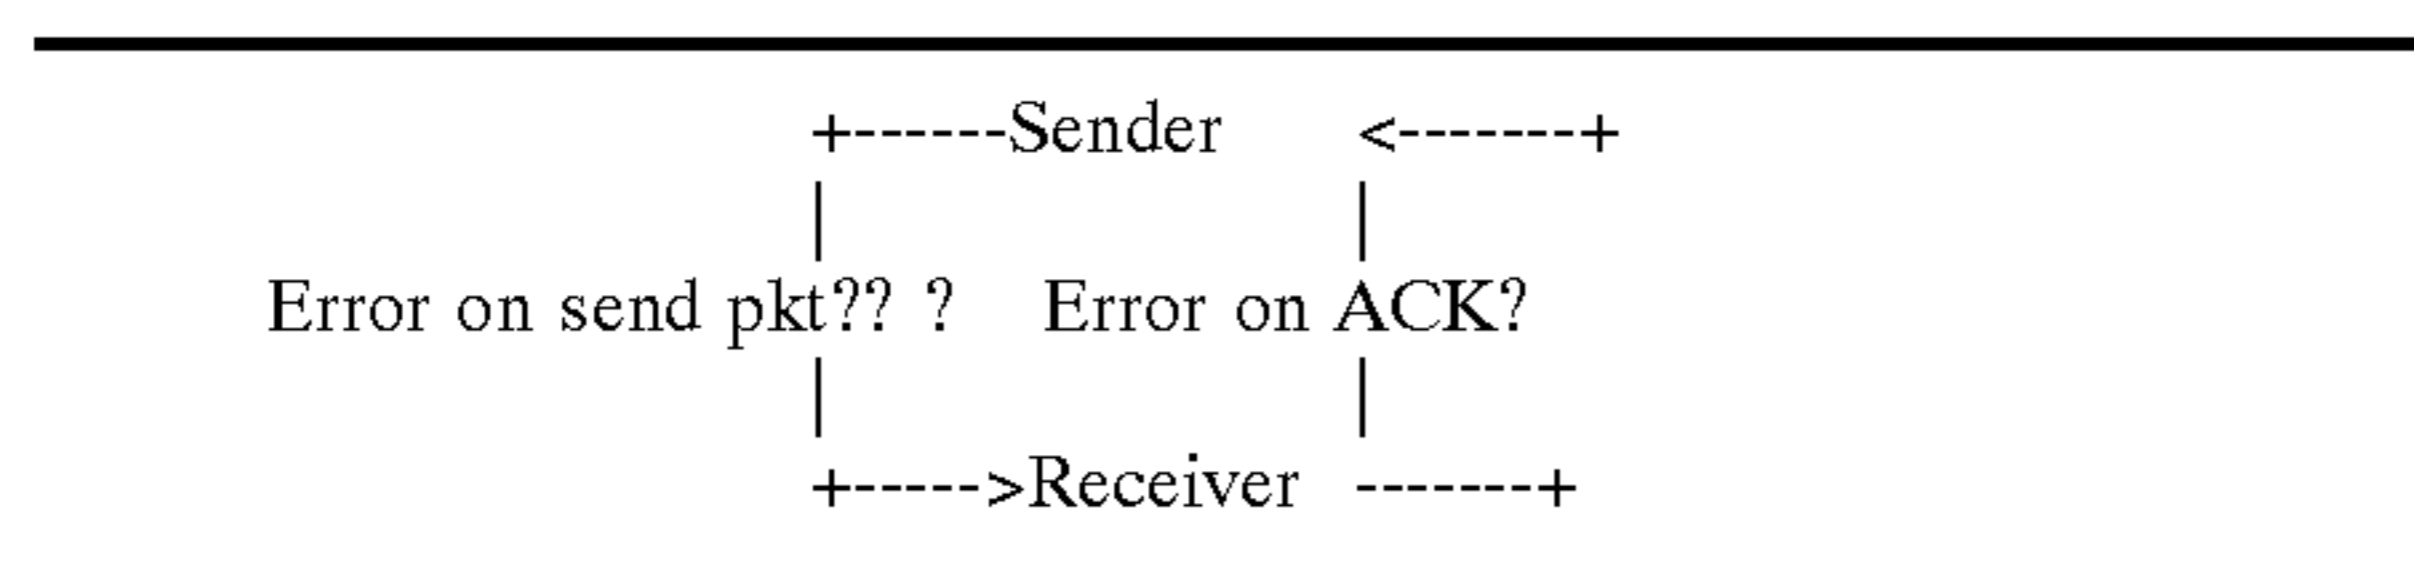 +------Sender <-------+
| |
Error on send pkt?? ? Error on ACK?
| |
+----->Receiver -------+